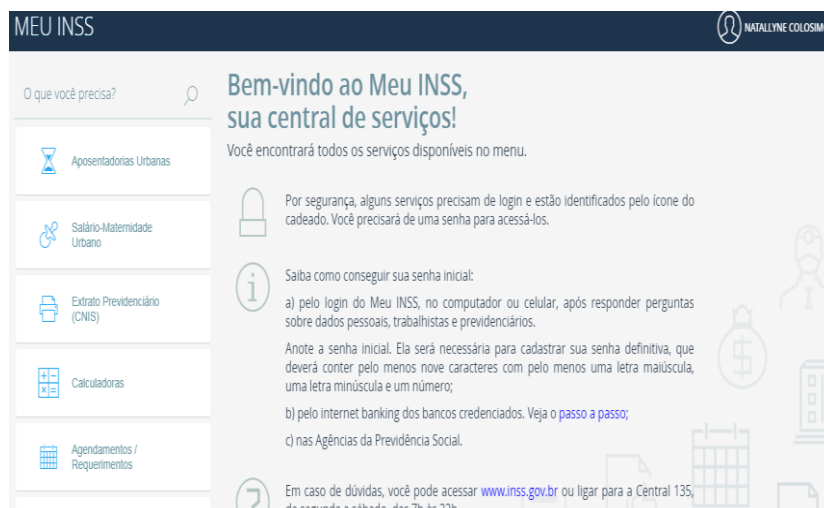 MEU INSS
NATALLYNE COLOSIM
O que você precisa?
Aposentadorias Urbanas
Salário-Maternidade
Urbano
Extrato Previdenciário
(CNIS)
Calculadoras
Agendamentos /
Requerimentos
Bem-vindo ao Meu INSS,
sua central de serviços!
Você encontrará todos os serviços disponíveis no menu.
Por segurança, alguns serviços precisam de login e estão identificados pelo ícone do
cadeado. Você precisará de uma senha para acessá-los.
Saiba como conseguir sua senha inicial:
a) pelo login do Meu INSS, no computador ou celular, após responder perguntas
sobre dados pessoais, trabalhistas e previdenciários.
Anote a senha inicial. Ela será necessária para cadastrar sua senha definitiva, que
deverá conter pelo menos nove caracteres com pelo menos uma letra maiúscula,
uma letra minúscula e um número;
b) pelo internet banking dos bancos credenciados. Veja o passo a passo;
c) nas Agências da Previdência Social.
Em caso de dúvidas, você pode acessar www.inss.gov.br ou ligar para a Central 135,
de segunda a sábado, das 7h às 22h